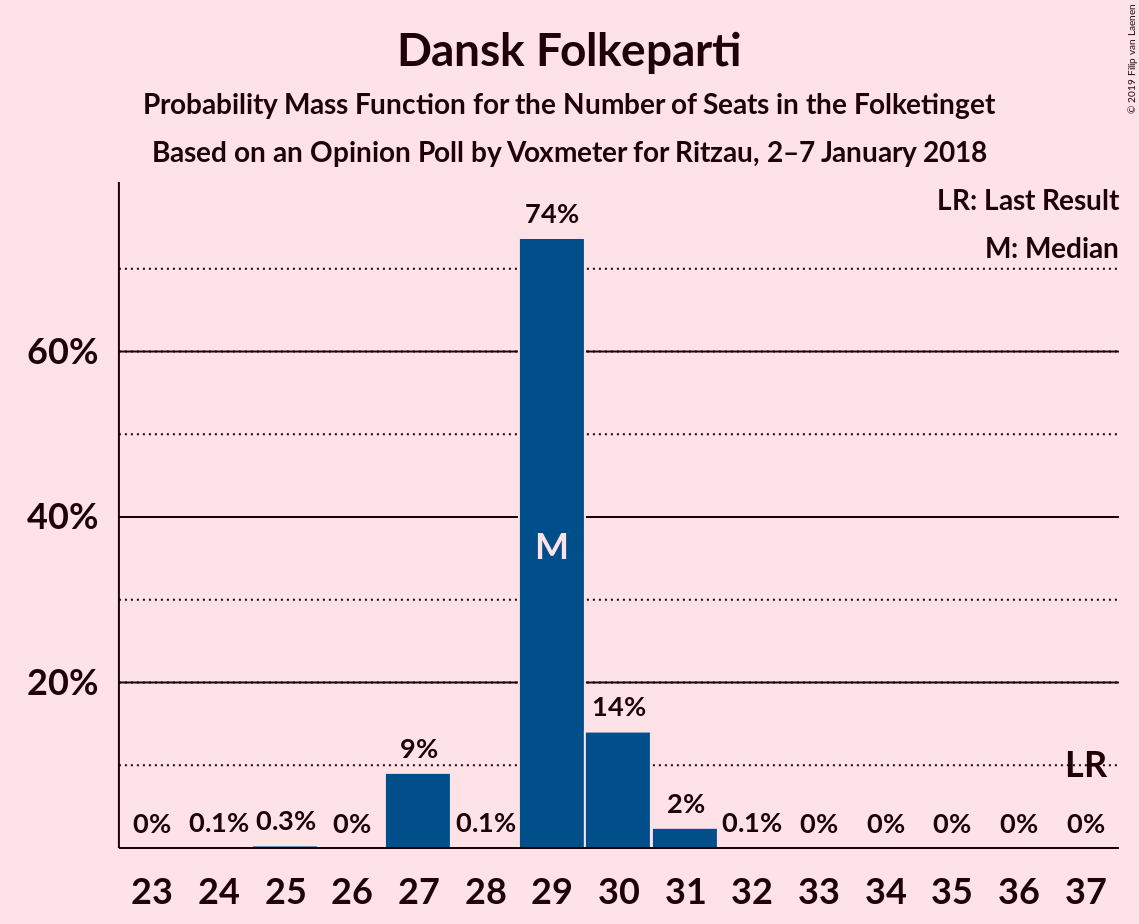 Dansk Folkeparti
Probability Mass Function for the Number of Seats in the Folketinget
Based on an Opinion Poll by Voxmeter for Ritzau, 2–7 January 2018
© 2019 Filip van Laenen
LR: Last Result
M: Median
74%
60%
40%
M
20%
14%
9%
LR
0% 0.1% 0.3% 0% 0.1% 2% 0.1% 0% 0% 0% 0% 0%
23 24 25 26 27 28 29 30 31 32 33 34 35 36 37